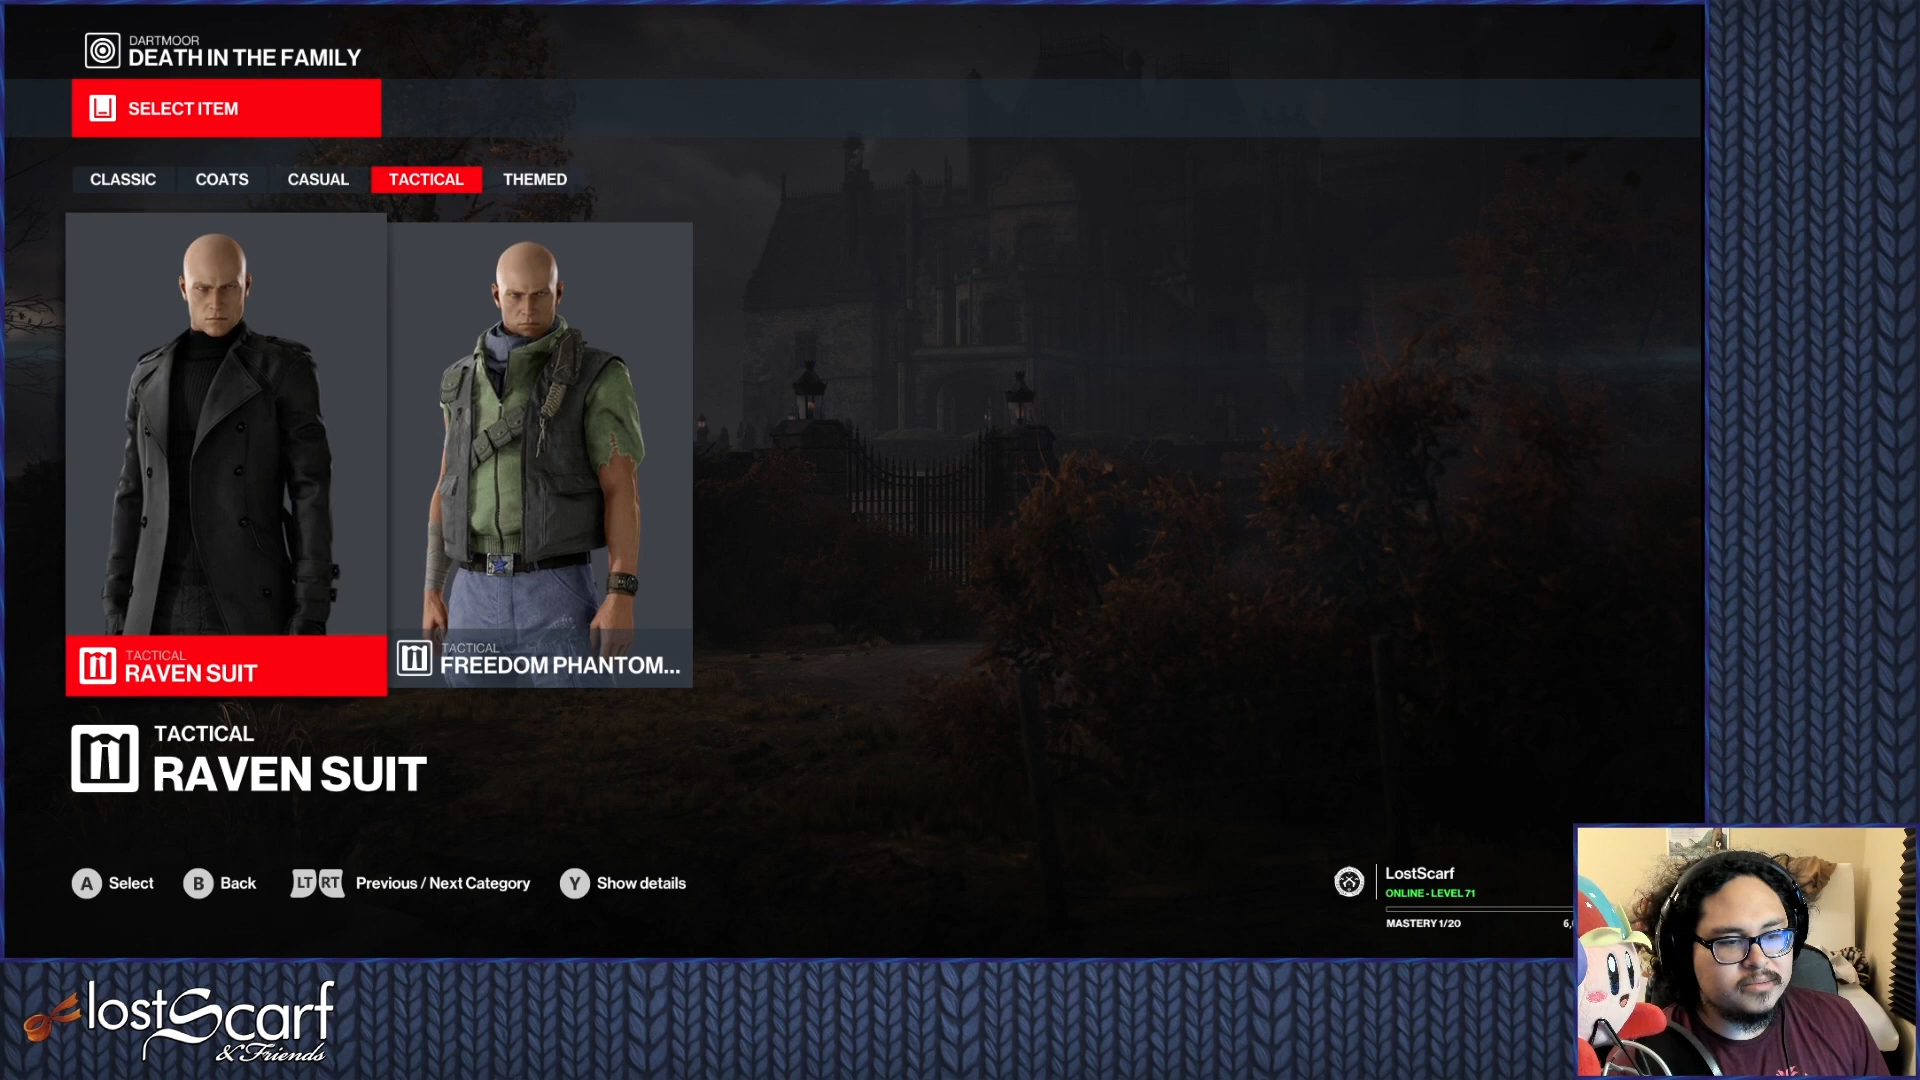 DARTMOOR
DEATH IN THE FAMILY
SELECT ITEM
CLASSIC COATS CASUAL TACTICAL THEMED
TACTICAL
RAVEN SUIT
TACTICAL
FREEDOM PHANTOM...
TACTICAL
RAVEN SUIT
A Select B Back LT RT Previous / Next Category Y Show details
LostScarf
ONLINE - LEVEL 71
MASTERY 1/20
lostScarf
& Friends